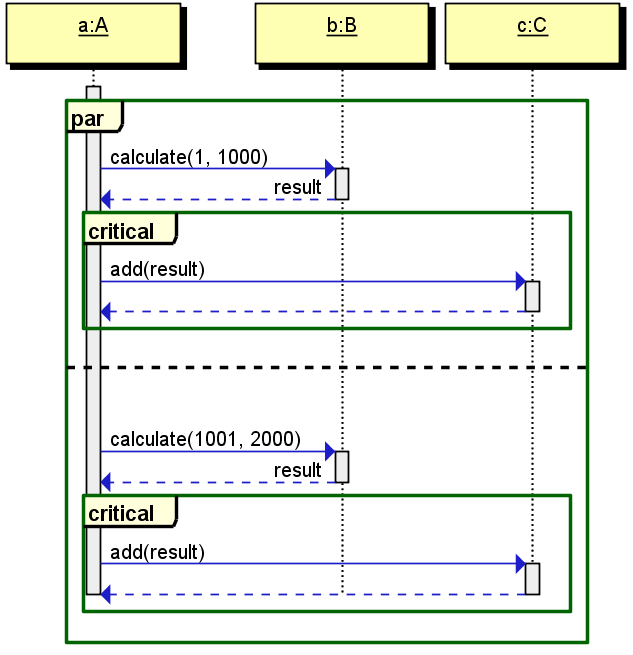 a:A
b:B
c:C
par
calculate(1, 1000)
result
critical
add(result)
calculate(1001, 2000)
result
critical
add(result)